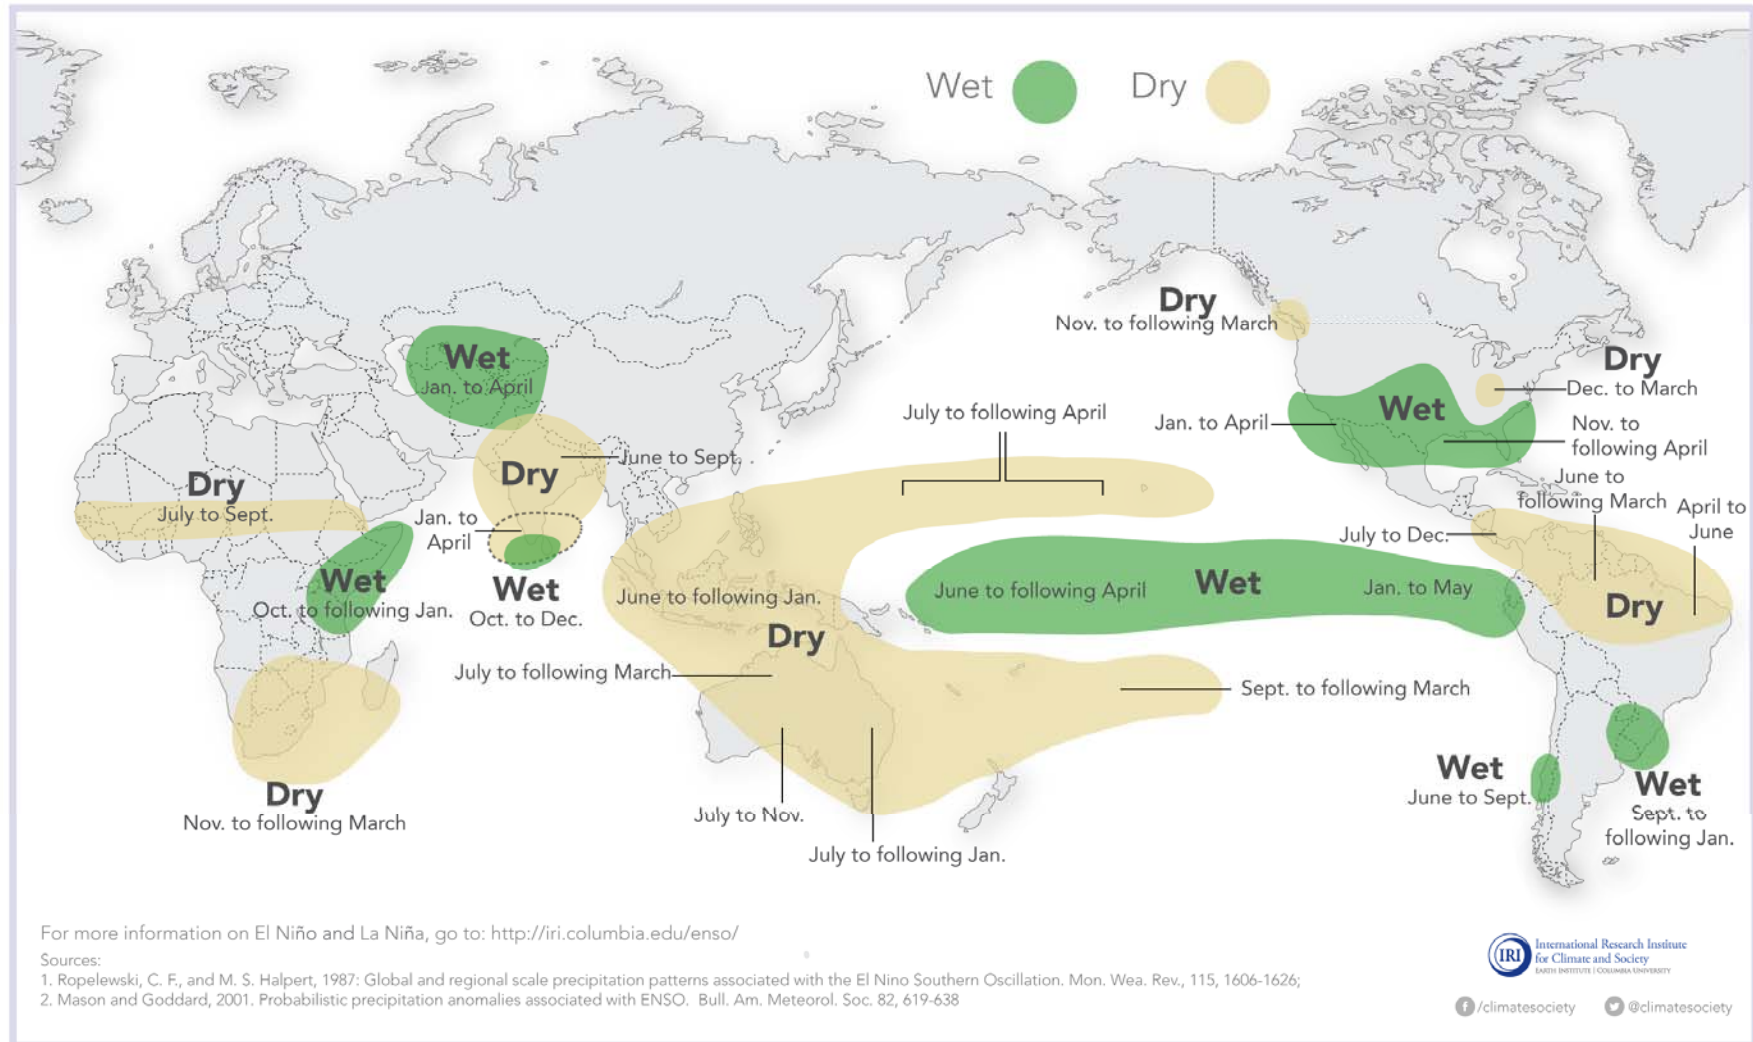 Wet
Dry
Dry
Nov. to following March
Dry
Dec. to March
Wet
Jan. to April
Wet
Jan. to April
Nov. to
following April
July to following April
Dry
June to Sept.
Dry
July to Sept.
Jan. to
April
June to
following March
April to
June
July to Dec.
Wet
Oct. to following Jan.
Wet
Oct. to Dec.
June to following Jan.
Dry
June to following April
Wet
Jan. to May
Dry
July to following March
Sept. to following March
Dry
Nov. to following March
July to Nov.
July to following Jan.
Wet
June to Sept.
Wet
Sept. to
following Jan.
For more information on El Niño and La Niña, go to: http://iri.columbia.edu/enso/
Sources:
1. Ropelewski, C. F., and M. S. Halpert, 1987: Global and regional scale precipitation patterns associated with the El Nino Southern Oscillation. Mon. Wea. Rev., 115, 1606-1626;
2. Mason and Goddard, 2001. Probabilistic precipitation anomalies associated with ENSO. Bull. Am. Meteorol. Soc. 82, 619-638
IRI
International Research Institute
for Climate and Society
EARTH INSTITUTE | COLUMBIA UNIVERSITY
f /climatesociety
@climatesociety